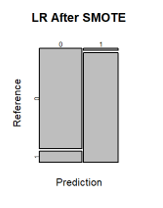 LR After SMOTE
0 1
Reference
0
1
Prediction